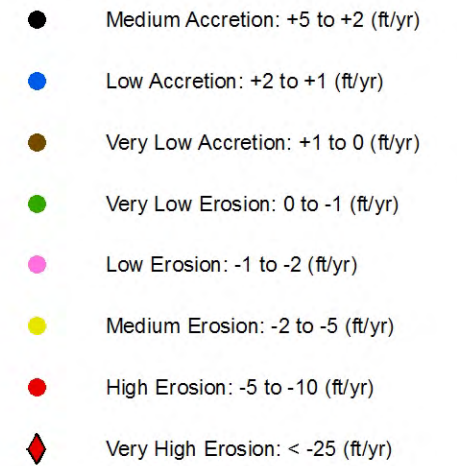 Medium Accretion: +5 to +2 (ft/yr)
Low Accretion: +2 to +1 (ft/yr)
Very Low Accretion: +1 to 0 (ft/yr)
Very Low Erosion: 0 to -1 (ft/yr)
Low Erosion: -1 to -2 (ft/yr)
Medium Erosion: -2 to -5 (ft/yr)
High Erosion: -5 to -10 (ft/yr)
Very High Erosion: < -25 (ft/yr)